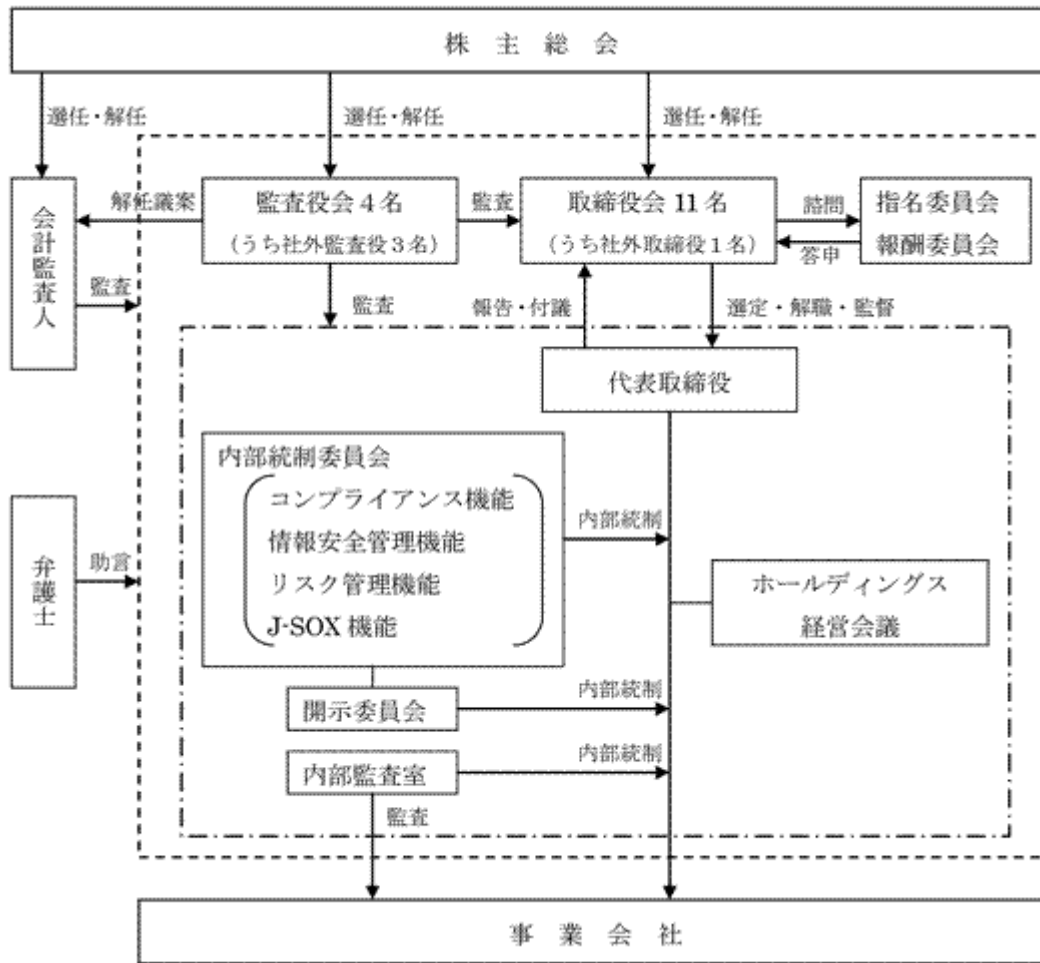 株 主 総 会
選任・解任
選任・解任
選任・解任
会計監査人
解任議案
監査役会 4 名
（うち社外監査役 3 名）
監査
取締役会 11 名
（うち社外取締役 1 名）
諮問
答申
指名委員会
報酬委員会
監査
監査
報告・付議
選定・解職・監督
代表取締役
内部統制委員会
コンプライアンス機能
情報安全管理機能
リスク管理機能
J-SOX 機能
内部統制
弁護士
助言
ホールディングス
経営会議
開示委員会
内部統制
内部監査室
内部統制
監査
事 業 会 社